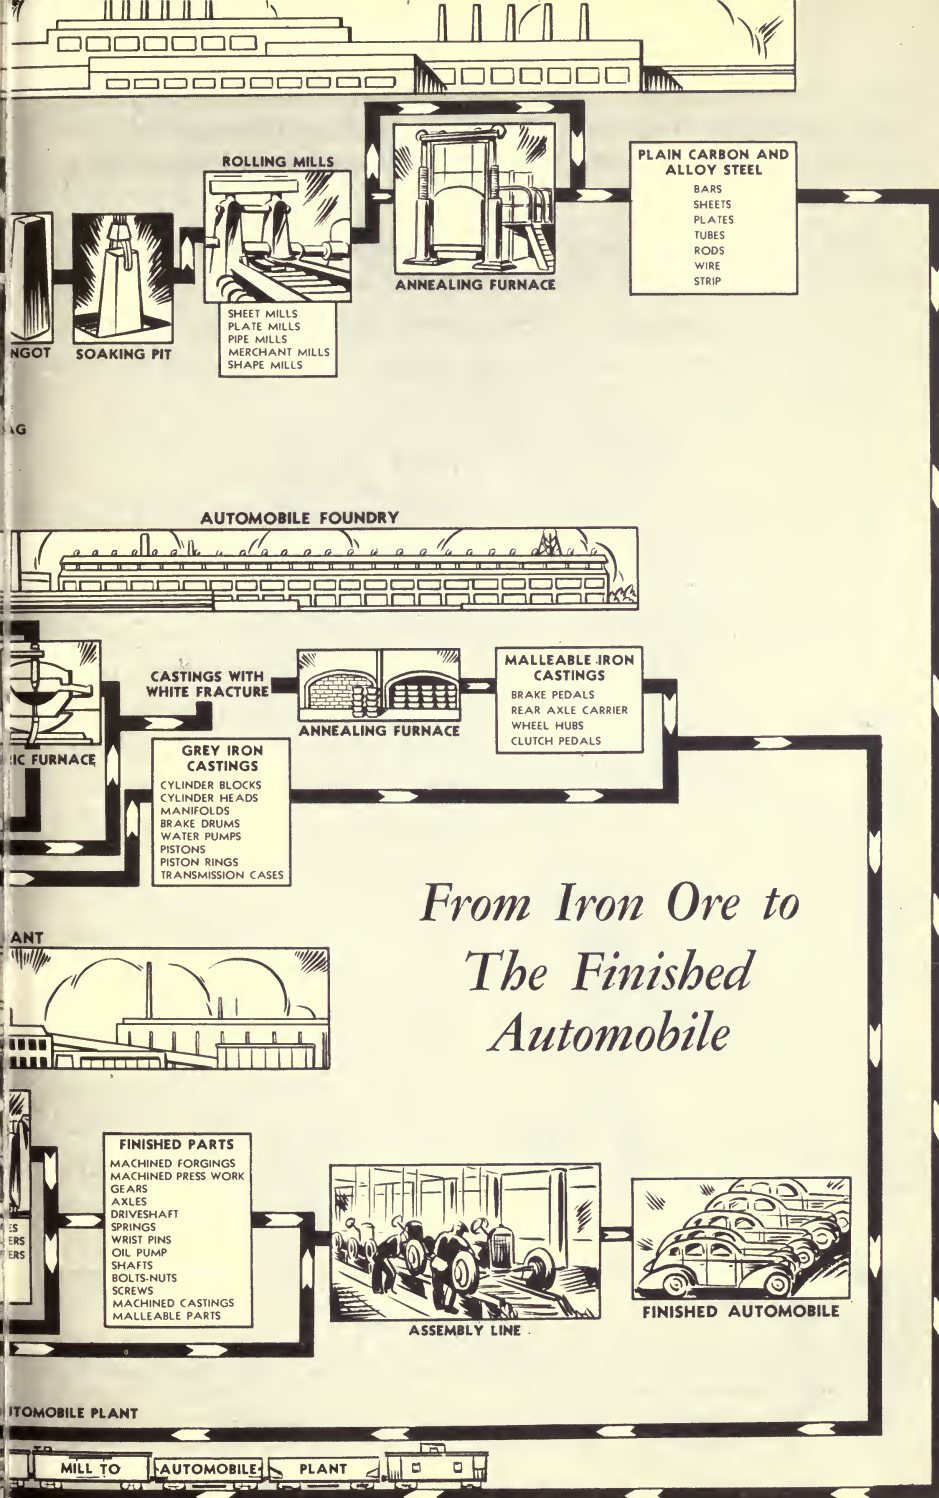 ROLLING MILLS
PLAIN CARBON AND
ALLOY STEEL
BARS
SHEETS
PLATES
TUBES
RODS
WIRE
STRIP
ANNEALING FURNACE
SHEET MILLS
PLATE MILLS
PIPE MILLS
MERCHANT MILLS
SHAPE MILLS
NGOT
SOAKING PIT
AG
AUTOMOBILE FOUNDRY
CASTINGS WITH
WHITE FRACTURE
ANNEALING FURNACE
MALLEABLE IRON
CASTINGS
BRAKE PEDALS
REAR AXLE CARRIER
WHEEL HUBS
CLUTCH PEDALS
IC FURNACE
GREY IRON
CASTINGS
CYLINDER BLOCKS
CYLINDER HEADS
MANIFOLDS
BRAKE DRUMS
WATER PUMPS
PISTONS
PISTON RINGS
TRANSMISSION CASES
From Iron Ore to
The Finished
Automobile
ANT
FINISHED PARTS
MACHINED FORGINGS
MACHINED PRESS WORK
GEARS
AXLES
DRIVESHAFT
SPRINGS
WRIST PINS
OIL PUMP
SHAFTS
BOLTS-NUTS
SCREWS
MACHINED CASTINGS
MALLEABLE PARTS
ES
ERS
ERS
ASSEMBLY LINE
FINISHED AUTOMOBILE
TOMOBILE PLANT
MILL TO AUTOMOBILE PLANT